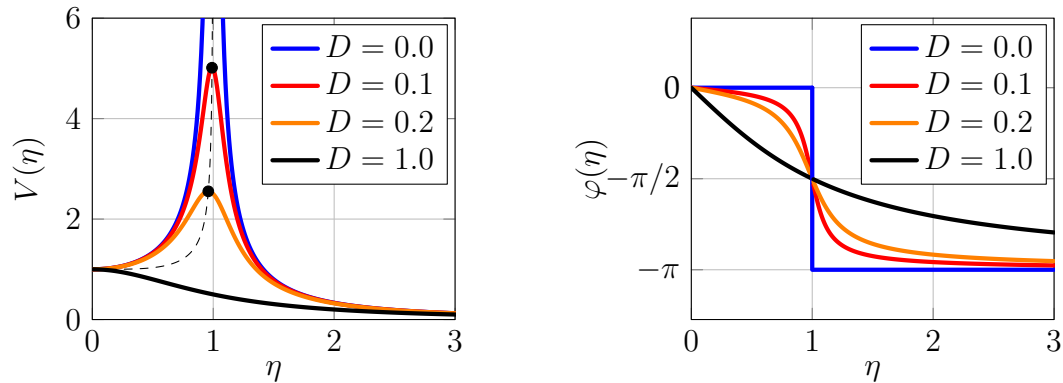 V(η)
6
4
2
0
0
1
2
3
η
D = 0.0
D = 0.1
D = 0.2
D = 1.0
φ(η)
0
−π/2
−π
0
1
2
3
η
D = 0.0
D = 0.1
D = 0.2
D = 1.0